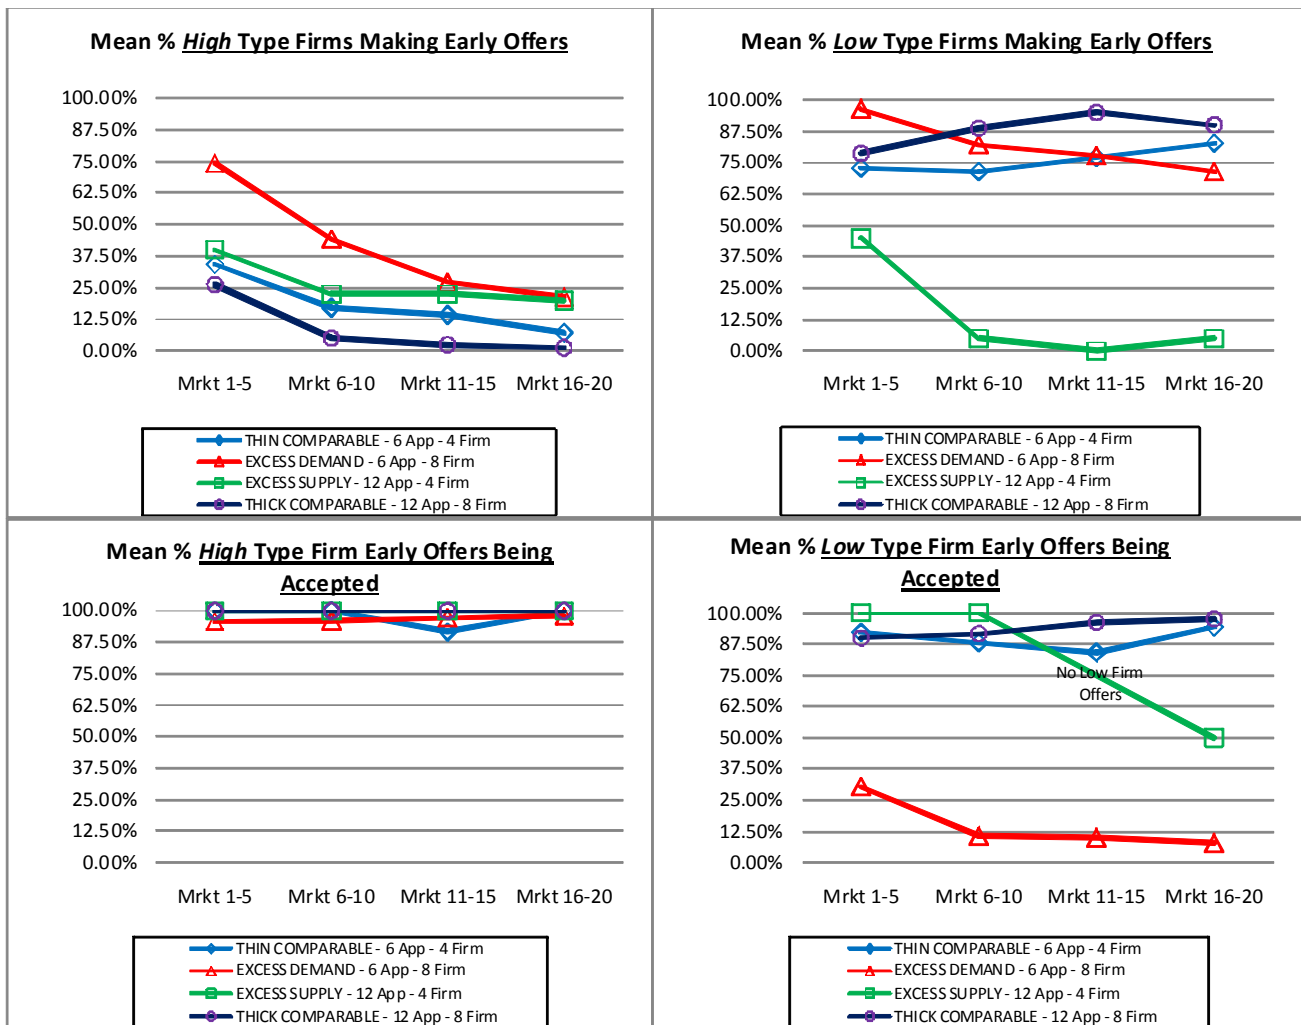 Mean % High Type Firms Making Early Offers
100.00%
87.50%
75.00%
62.50%
50.00%
37.50%
25.00%
12.50%
0.00%
Mrkt 1-5 Mrkt 6-10 Mrkt 11-15 Mrkt 16-20
THIN COMPARABLE - 6 App - 4 Firm
EXCESS DEMAND - 6 App - 8 Firm
EXCESS SUPPLY - 12 App - 4 Firm
THICK COMPARABLE - 12 App - 8 Firm
Mean % Low Type Firms Making Early Offers
100.00%
87.50%
75.00%
62.50%
50.00%
37.50%
25.00%
12.50%
0.00%
Mrkt 1-5 Mrkt 6-10 Mrkt 11-15 Mrkt 16-20
THIN COMPARABLE - 6 App - 4 Firm
EXCESS DEMAND - 6 App - 8 Firm
EXCESS SUPPLY - 12 App - 4 Firm
THICK COMPARABLE - 12 App - 8 Firm
Mean % High Type Firm Early Offers Being
Accepted
100.00%
87.50%
75.00%
62.50%
50.00%
37.50%
25.00%
12.50%
0.00%
Mrkt 1-5 Mrkt 6-10 Mrkt 11-15 Mrkt 16-20
THIN COMPARABLE - 6 App - 4 Firm
EXCESS DEMAND - 6 App - 8 Firm
EXCESS SUPPLY - 12 App - 4 Firm
THICK COMPARABLE - 12 App - 8 Firm
Mean % Low Type Firm Early Offers Being
Accepted
100.00%
87.50%
75.00%
62.50%
50.00%
37.50%
25.00%
12.50%
0.00%
No Low Firm
Offers
Mrkt 1-5 Mrkt 6-10 Mrkt 11-15 Mrkt 16-20
THIN COMPARABLE - 6 App - 4 Firm
EXCESS DEMAND - 6 App - 8 Firm
EXCESS SUPPLY - 12 App - 4 Firm
THICK COMPARABLE - 12 App - 8 Firm